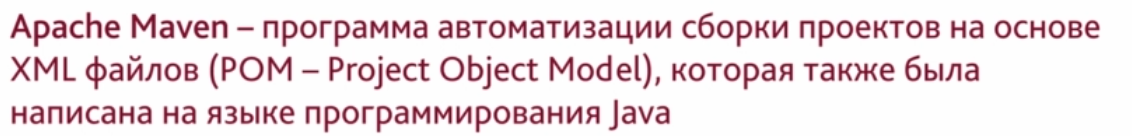 Apache Maven – программа автоматизации сборки проектов на основе
XML файлов (POM – Project Object Model), которая также была
написана на языке программирования Java